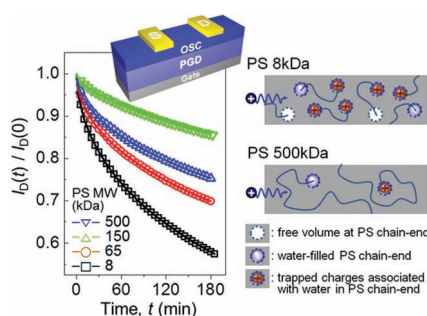 S
D
OSC
PGD
Gate
1.0
0.9
0.8
0.7
0.6
I_D(t) / I_D(0)
PS MW
(kDa)
500
150
65
8
0
60
120
180
Time, t (min)
PS 8kDa
PS 500kDa
: free volume at PS chain-end
: water-filled PS chain-end
: trapped charges associated
with water in PS chain-end